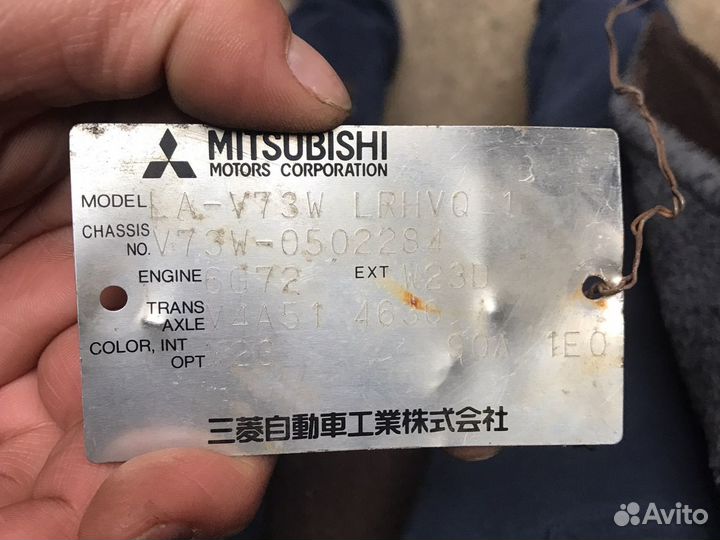 MITSUBISHI
MOTORS CORPORATION
MODEL LA-V73W LRHVQ 1
CHASSIS NO. V73W-0502284
ENGINE 6G72 EXT W23D
TRANS AXLE V4A51
COLOR, INT OPT 90A 1E0
三菱自動車工業株式会社
Avito